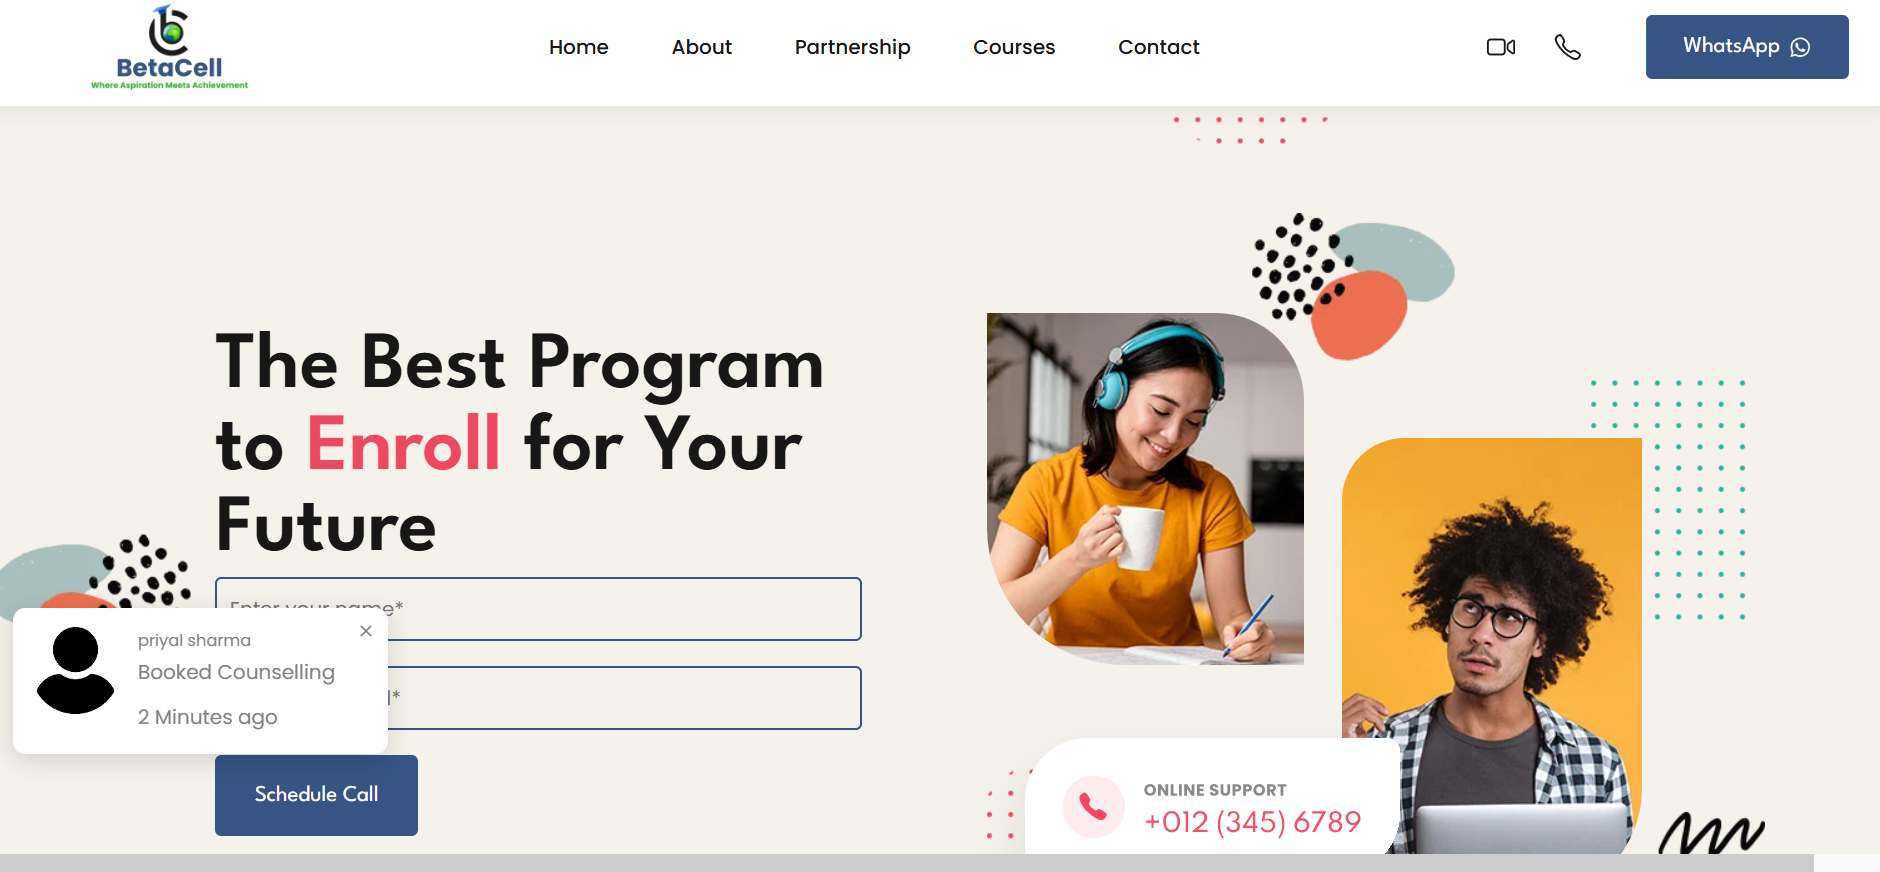 BetaCell
Where Aspiration Meets Achievement
Home
About
Partnership
Courses
Contact
WhatsApp
The Best Program
to Enroll for Your
Future
Enter your name*
priyal sharma
Booked Counselling
2 Minutes ago
Schedule Call
ONLINE SUPPORT
+012 (345) 6789